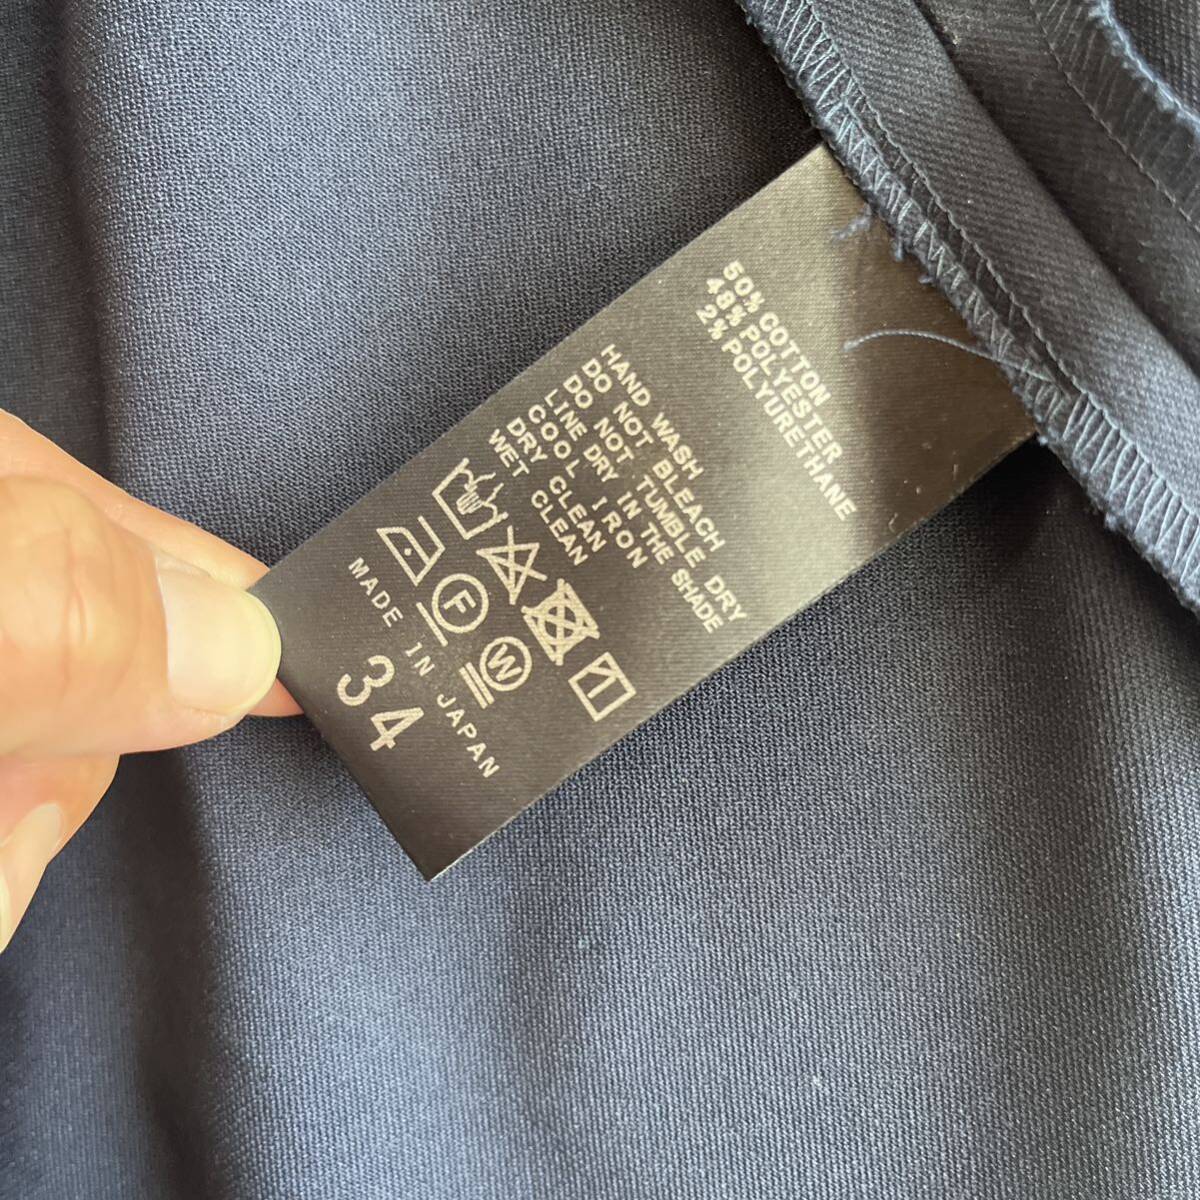 50% COTTON
48% POLYESTER
2% POLYURETHANE
HAND WASH
DO NOT BLEACH
DO NOT TUMBLE DRY
LINE DRY IN THE SHADE
COOL IRON
DRY CLEAN
WET CLEAN
F
W
MADE IN JAPAN
34